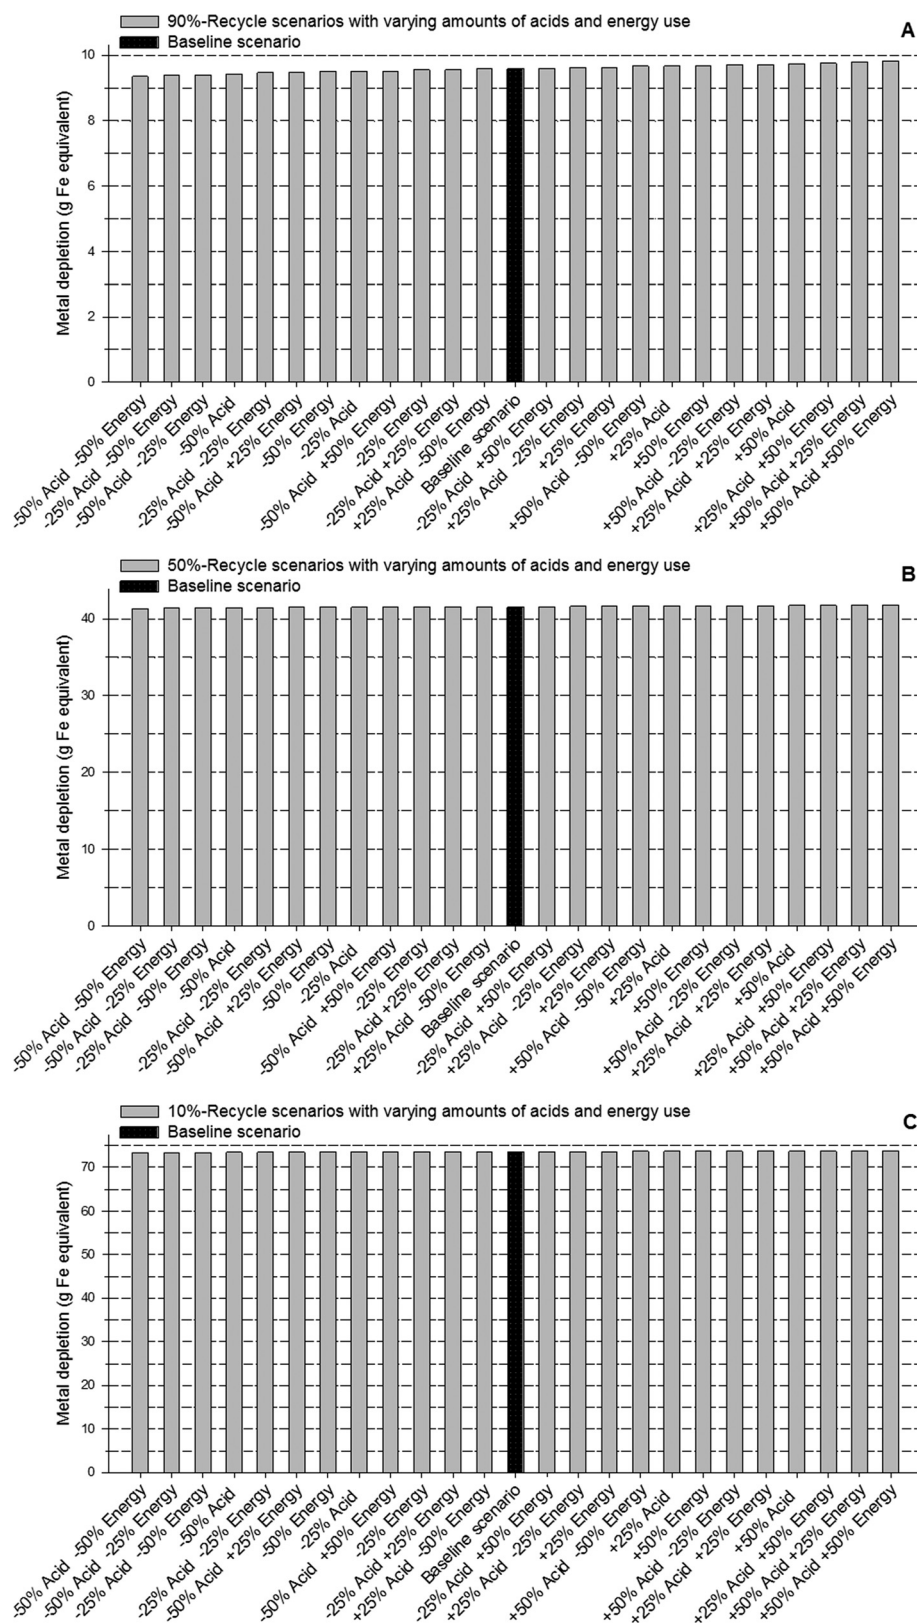 90%-Recycle scenarios with varying amounts of acids and energy use
Baseline scenario
A
Metal depletion (g Fe equivalent)
10
8
6
4
2
0
-50% Acid -50% Energy
-25% Acid -50% Energy
-50% Acid -25% Energy
-50% Acid
-25% Acid -25% Energy
-50% Acid +25% Energy
-50% Energy
-25% Acid
-50% Acid +50% Energy
-25% Energy
-25% Acid +25% Energy
+25% Acid -50% Energy
Baseline scenario
-25% Acid +50% Energy
+25% Acid -25% Energy
+25% Energy
+50% Acid -50% Energy
+25% Acid
+50% Energy
+50% Acid -25% Energy
+25% Acid +25% Energy
+50% Acid
+25% Acid +50% Energy
+50% Acid +25% Energy
+50% Acid +50% Energy
50%-Recycle scenarios with varying amounts of acids and energy use
Baseline scenario
B
Metal depletion (g Fe equivalent)
40
30
20
10
0
-50% Acid -50% Energy
-50% Acid -25% Energy
-25% Acid -50% Energy
-50% Acid
-25% Acid -25% Energy
-50% Acid +25% Energy
-50% Energy
-25% Acid
-50% Acid +50% Energy
-25% Energy
-25% Acid +25% Energy
+25% Acid -50% Energy
Baseline scenario
-25% Acid +50% Energy
+25% Acid -25% Energy
+25% Energy
+50% Acid -50% Energy
+25% Acid
+50% Energy
+50% Acid -25% Energy
+25% Acid +25% Energy
+50% Acid
+25% Acid +50% Energy
+50% Acid +25% Energy
+50% Acid +50% Energy
10%-Recycle scenarios with varying amounts of acids and energy use
Baseline scenario
C
Metal depletion (g Fe equivalent)
70
60
50
40
30
20
10
0
-50% Acid -50% Energy
-50% Acid -25% Energy
-25% Acid -50% Energy
-50% Acid
-25% Acid -25% Energy
-50% Acid +25% Energy
-50% Energy
-25% Acid
-50% Acid +50% Energy
-25% Energy
-25% Acid +25% Energy
+25% Acid -50% Energy
Baseline scenario
-25% Acid +50% Energy
+25% Acid -25% Energy
+25% Energy
+50% Acid -50% Energy
+25% Acid
+50% Energy
+50% Acid -25% Energy
+25% Acid +25% Energy
+50% Acid
+25% Acid +50% Energy
+50% Acid +25% Energy
+50% Acid +50% Energy